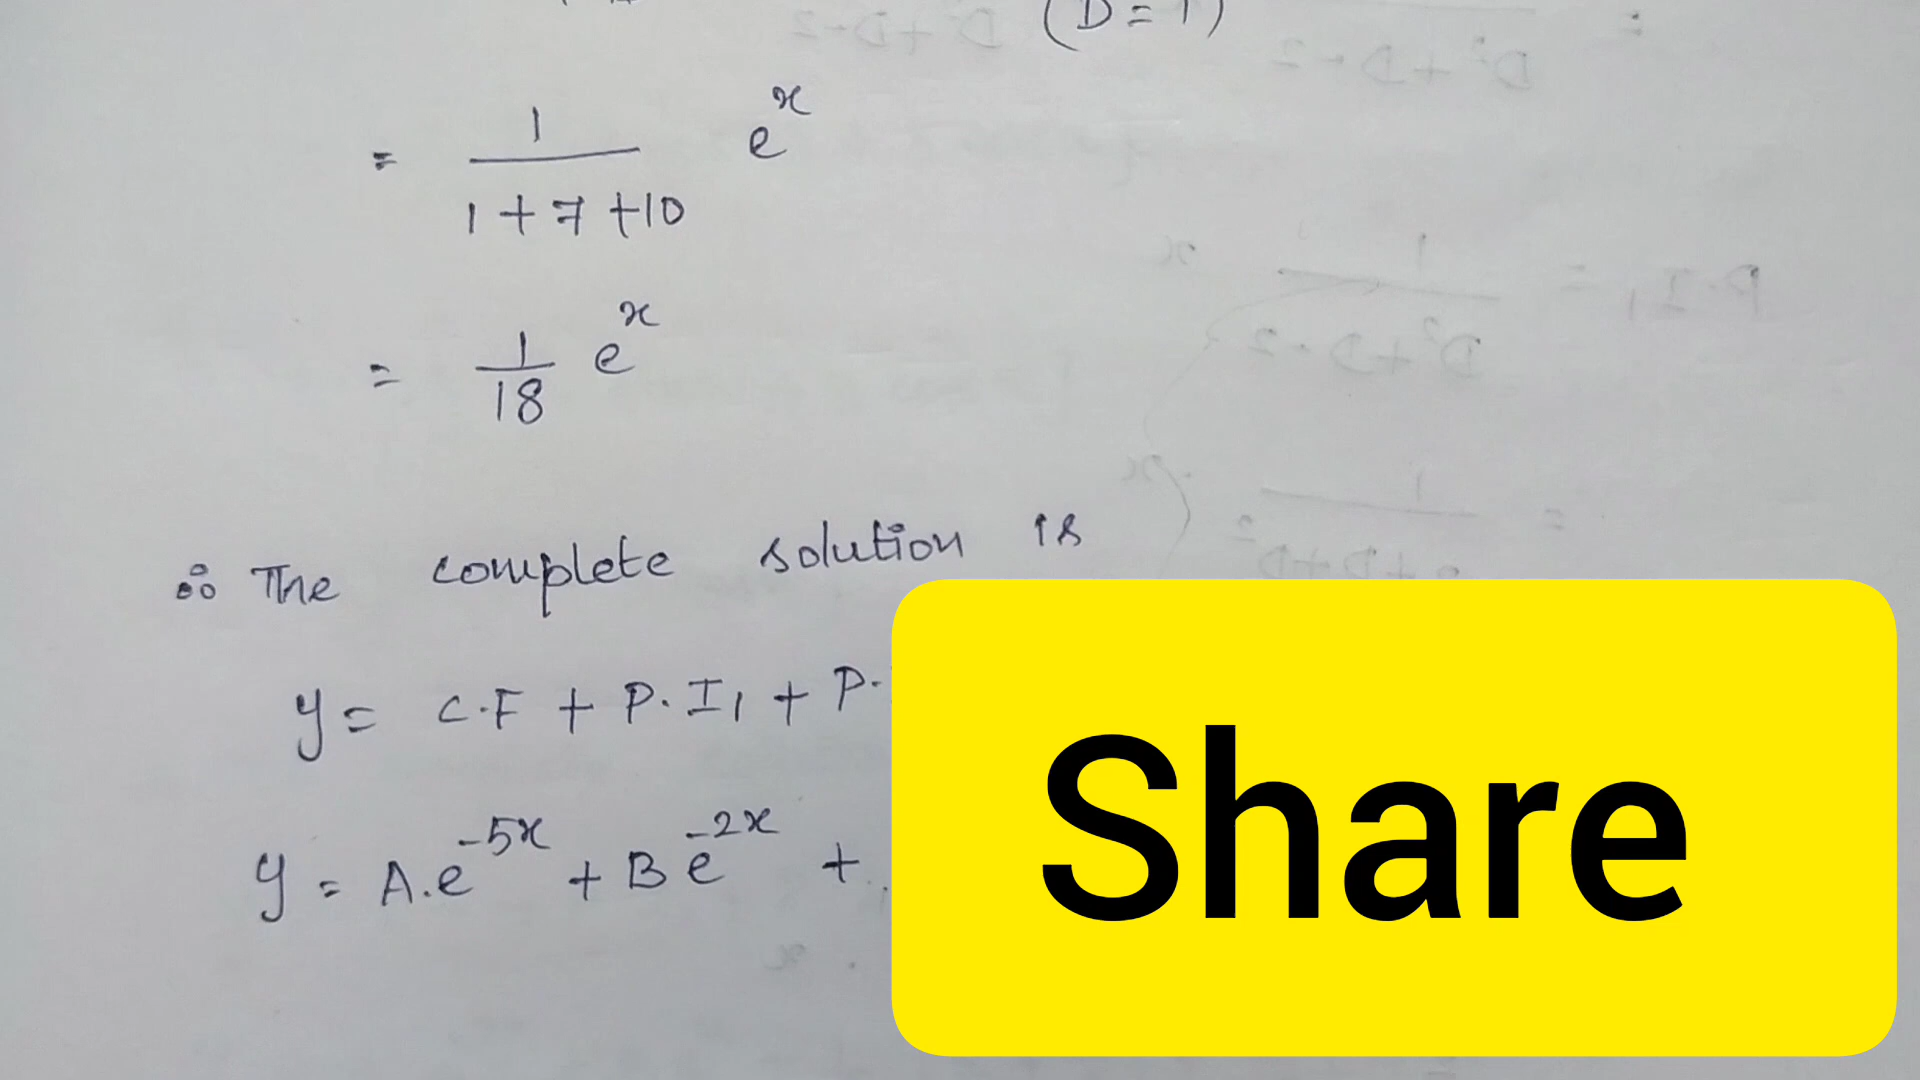 (D = 1)
= 1/(1+7+10) e^x
= 1/18 e^x
∴ The complete solution is
y = C.F + P.I₁ + P.
y = A.e^-5x + B e^-2x +
Share